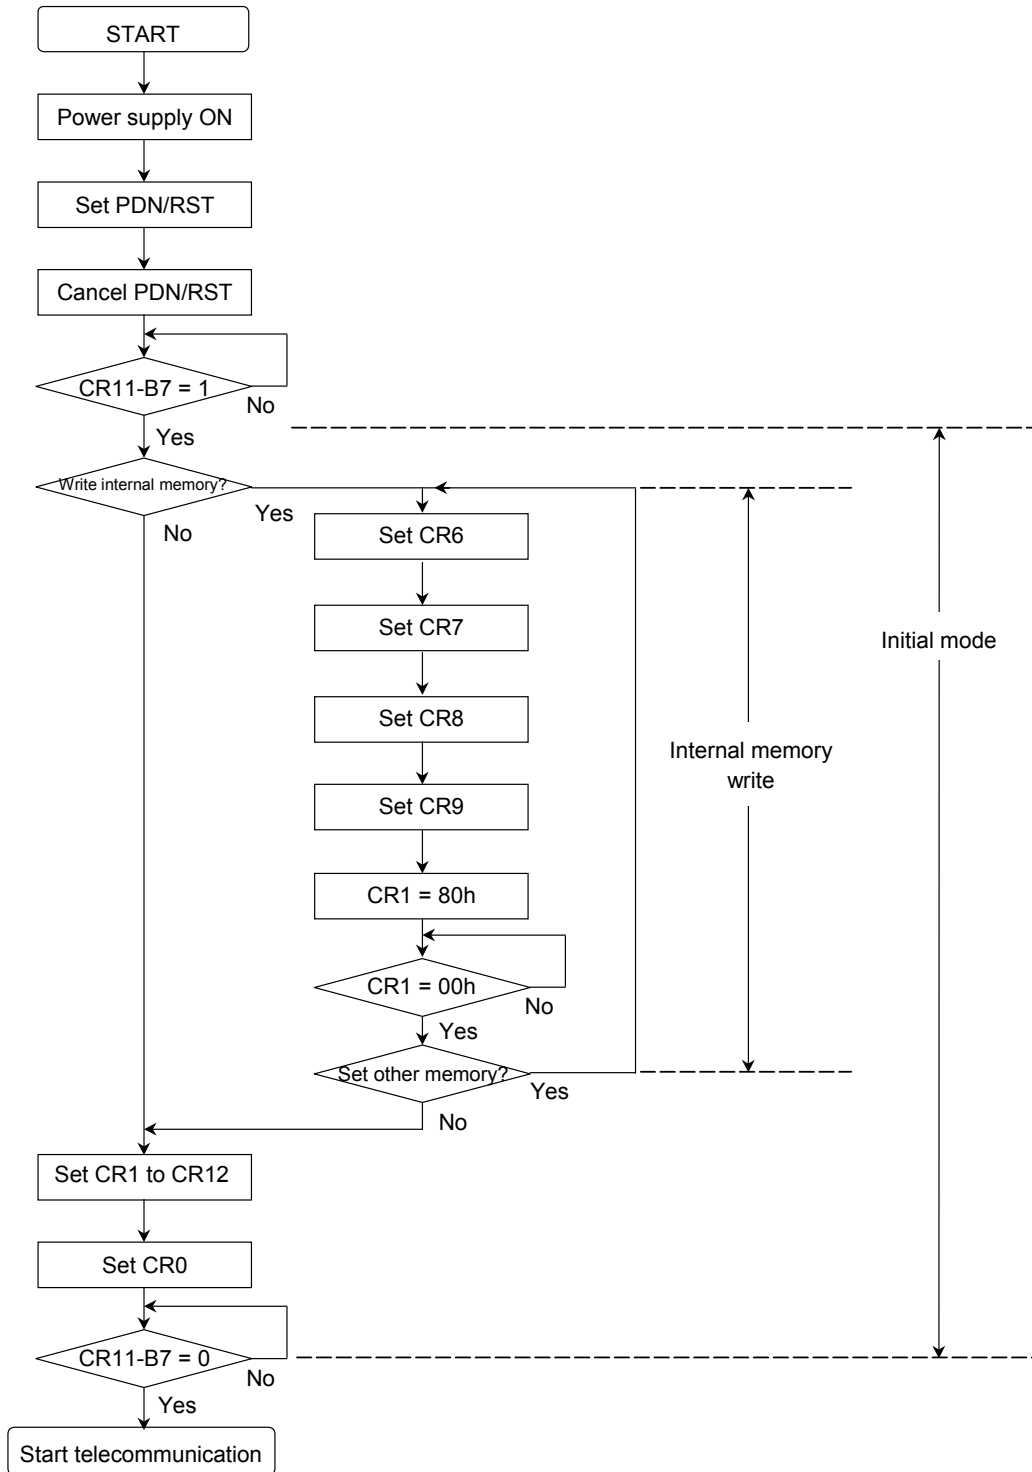 START
Power supply ON
Set PDN/RST
Cancel PDN/RST
CR11-B7 = 1
No
Yes
Write internal memory?
Yes
No
Set CR6
Set CR7
Set CR8
Set CR9
CR1 = 80h
CR1 = 00h
No
Yes
Set other memory?
Yes
No
Internal memory
write
Initial mode
Set CR1 to CR12
Set CR0
CR11-B7 = 0
No
Yes
Start telecommunication